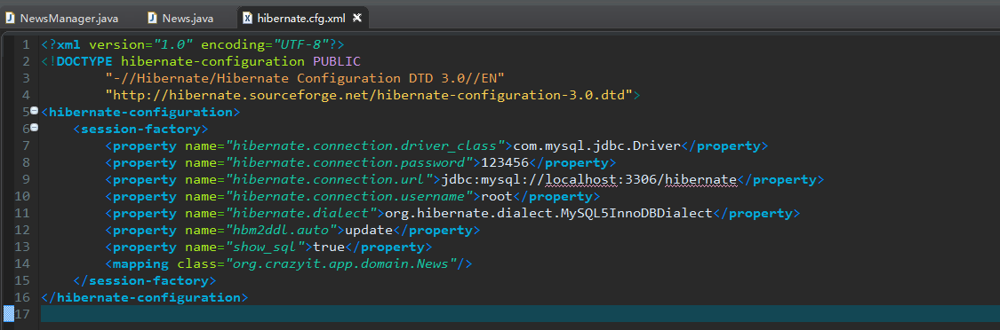 NewsManager.java News.java hibernate.cfg.xml
1 <?xml version="1.0" encoding="UTF-8"?>
2 <!DOCTYPE hibernate-configuration PUBLIC
3         "-//Hibernate/Hibernate Configuration DTD 3.0//EN"
4         "http://hibernate.sourceforge.net/hibernate-configuration-3.0.dtd">
5 <hibernate-configuration>
6     <session-factory>
7         <property name="hibernate.connection.driver_class">com.mysql.jdbc.Driver</property>
8         <property name="hibernate.connection.password">123456</property>
9         <property name="hibernate.connection.url">jdbc:mysql://localhost:3306/hibernate</property>
10         <property name="hibernate.connection.username">root</property>
11         <property name="hibernate.dialect">org.hibernate.dialect.MySQL5InnoDBDialect</property>
12         <property name="hbm2ddl.auto">update</property>
13         <property name="show_sql">true</property>
14         <mapping class="org.crazyit.app.domain.News"/>
15     </session-factory>
16 </hibernate-configuration>
17